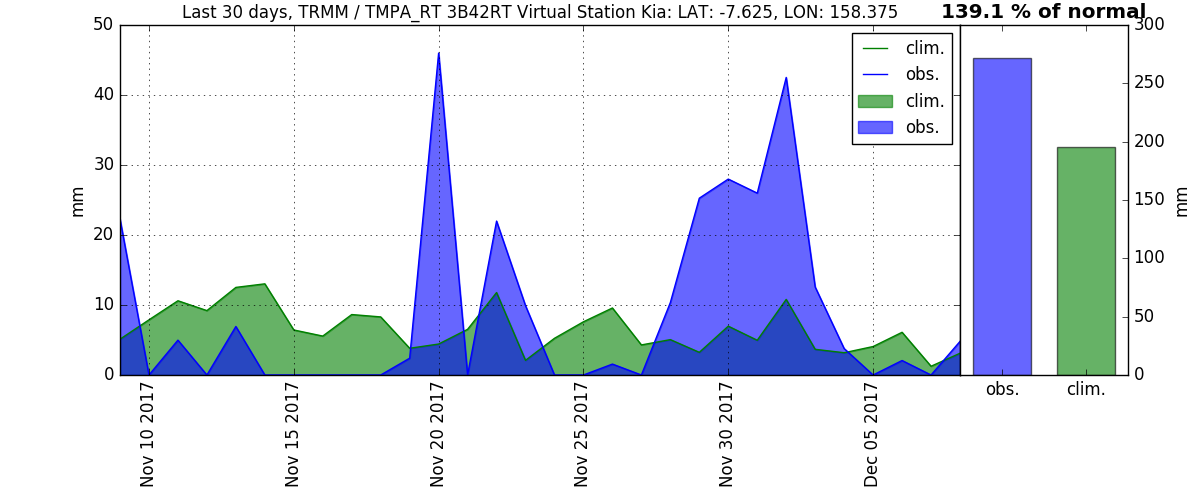 Last 30 days, TRMM / TMPA_RT 3B42RT Virtual Station Kia: LAT: -7.625, LON: 158.375
139.1 % of normal
50
40
30
20
10
0
mm
clim.
obs.
clim.
obs.
300
250
200
150
100
50
0
mm
obs.
clim.
Nov 10 2017
Nov 15 2017
Nov 20 2017
Nov 25 2017
Nov 30 2017
Dec 05 2017